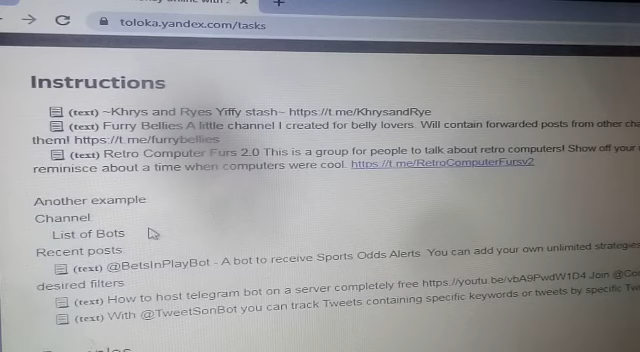 toloka.yandex.com/tasks
Instructions
(text) ~Khrys and Ryes Yiffy stash~ https://t.me/KhrysandRye
(text) Furry Bellies A little channel I created for belly lovers. Will contain forwarded posts from other
them! https://t.me/furrybellies
(text) Retro Computer Furs 2.0 This is a group for people to talk about retro computers! Show off your
reminisce about a time when computers were cool. https://t.me/RetroComputerFursv2
Another example
Channel
List of Bots
Recent posts
(text) @BetsInPlayBot - A bot to receive Sports Odds Alerts. You can add your own unlimited strategies
desired filters
(text) How to host telegram bot on a server completely free https://youtu.be/vbA9PwdW1D4 Join
(text) With @TweetSonBot you can track Tweets containing specific keywords or tweets by specific